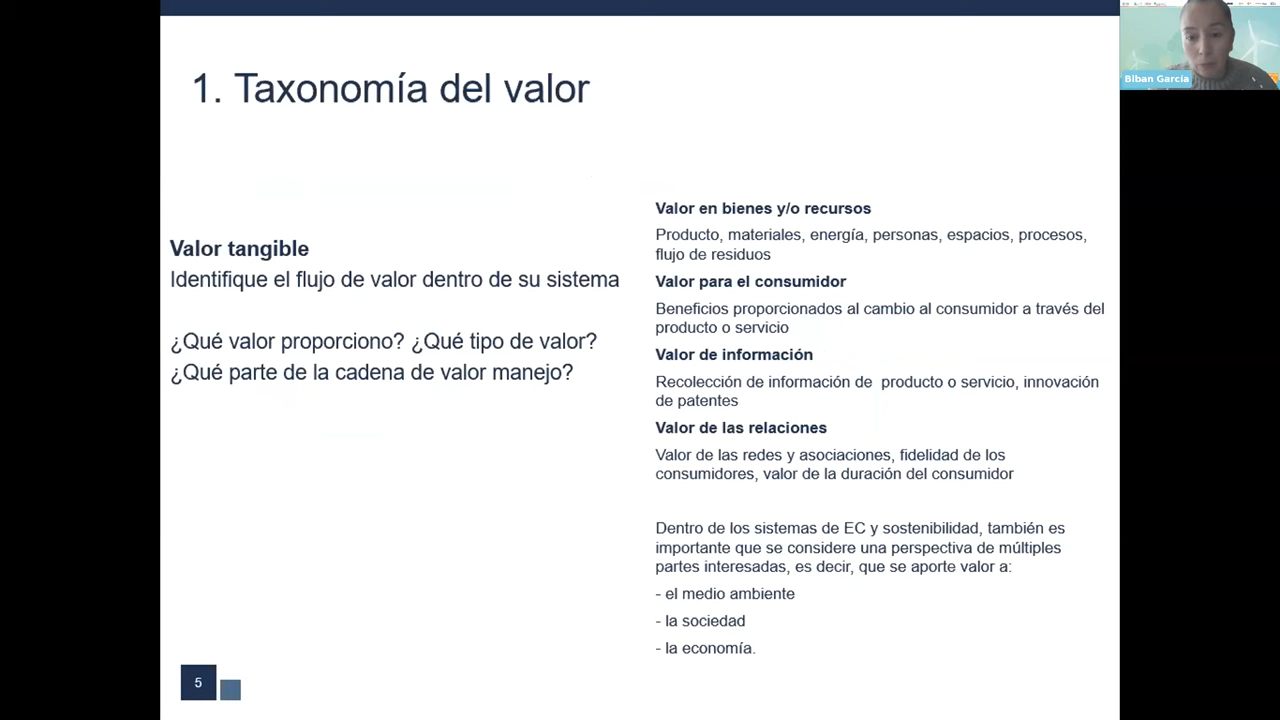 1. Taxonomía del valor
Valor tangible
Identifique el flujo de valor dentro de su sistema
¿Qué valor proporciono? ¿Qué tipo de valor?
¿Qué parte de la cadena de valor manejo?
Valor en bienes y/o recursos
Producto, materiales, energía, personas, espacios, procesos,
flujo de residuos
Valor para el consumidor
Beneficios proporcionados al cambio al consumidor a través del
producto o servicio
Valor de información
Recolección de información de  producto o servicio, innovación
de patentes
Valor de las relaciones
Valor de las redes y asociaciones, fidelidad de los
consumidores, valor de la duración del consumidor
Dentro de los sistemas de EC y sostenibilidad, también es
importante que se considere una perspectiva de múltiples
partes interesadas, es decir, que se aporte valor a:
- el medio ambiente
- la sociedad
- la economía.
5
Biban García